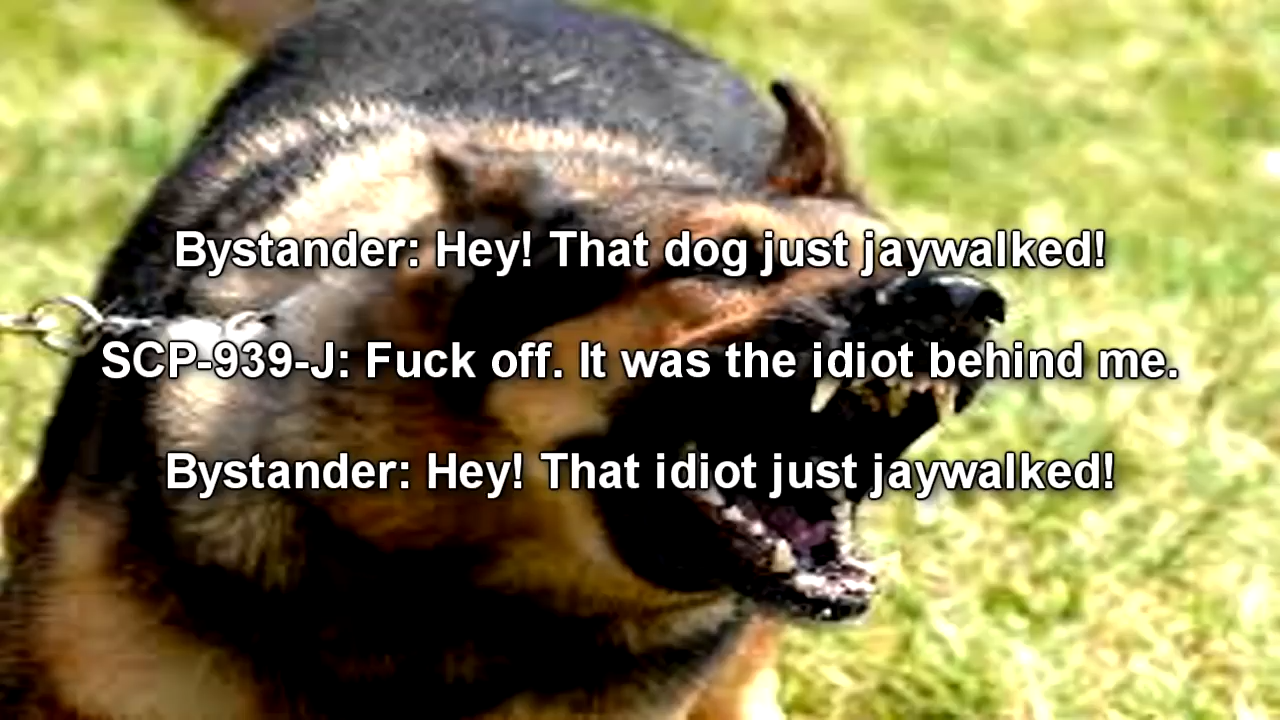 Bystander: Hey! That dog just jaywalked!
SCP-939-J: Fuck off. It was the idiot behind me.
Bystander: Hey! That idiot just jaywalked!